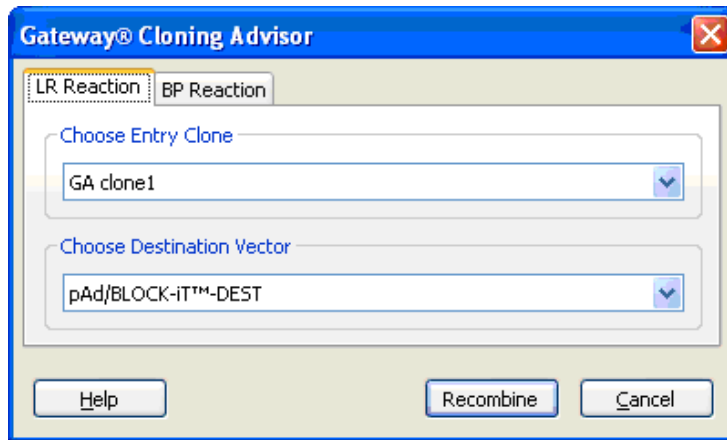 Gateway® Cloning Advisor
LR Reaction BP Reaction
Choose Entry Clone
GA clone1
Choose Destination Vector
pAd/BLOCK-iT™-DEST
Help Recombine Cancel